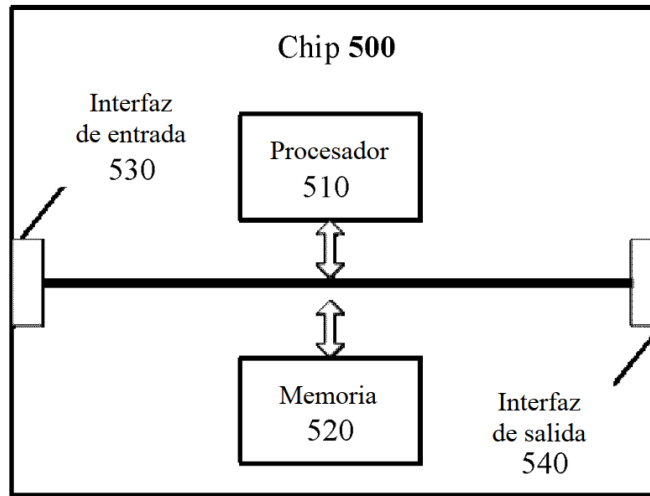 Chip 500
Interfaz
de entrada
530
Procesador
510
Memoria
520
Interfaz
de salida
540